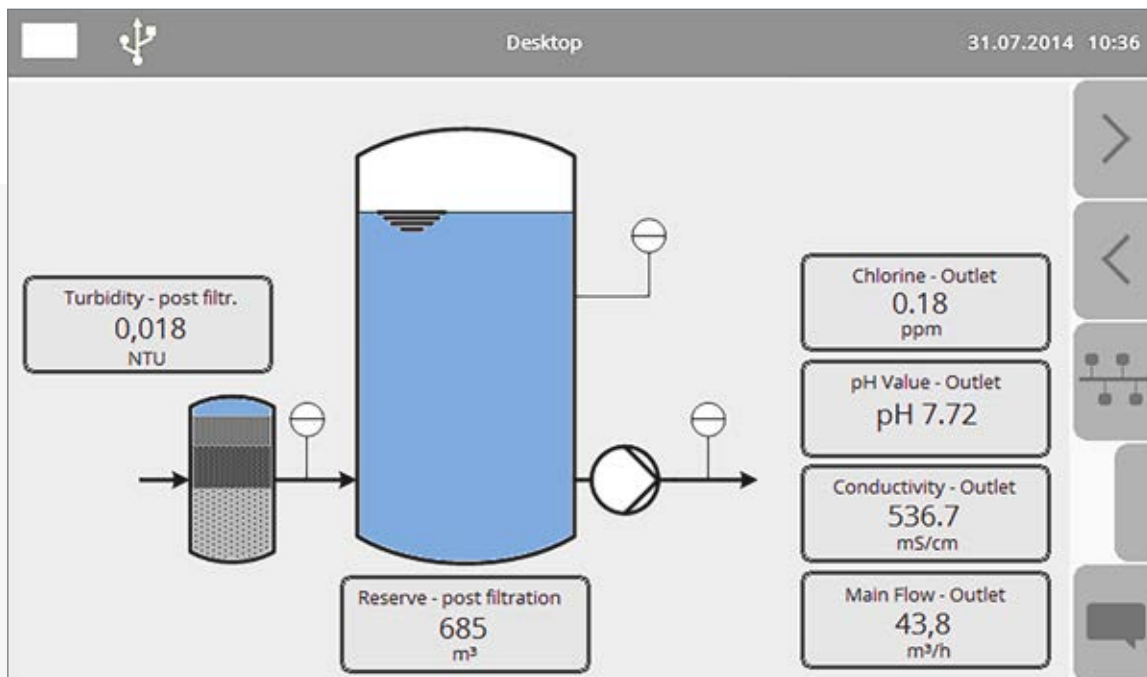 Desktop
31.07.2014 10:36
Turbidity - post filtr.
0,018
NTU
Chlorine - Outlet
0.18
ppm
pH Value - Outlet
pH 7.72
Conductivity - Outlet
536.7
mS/cm
Reserve - post filtration
685
m³
Main Flow - Outlet
43,8
m³/h